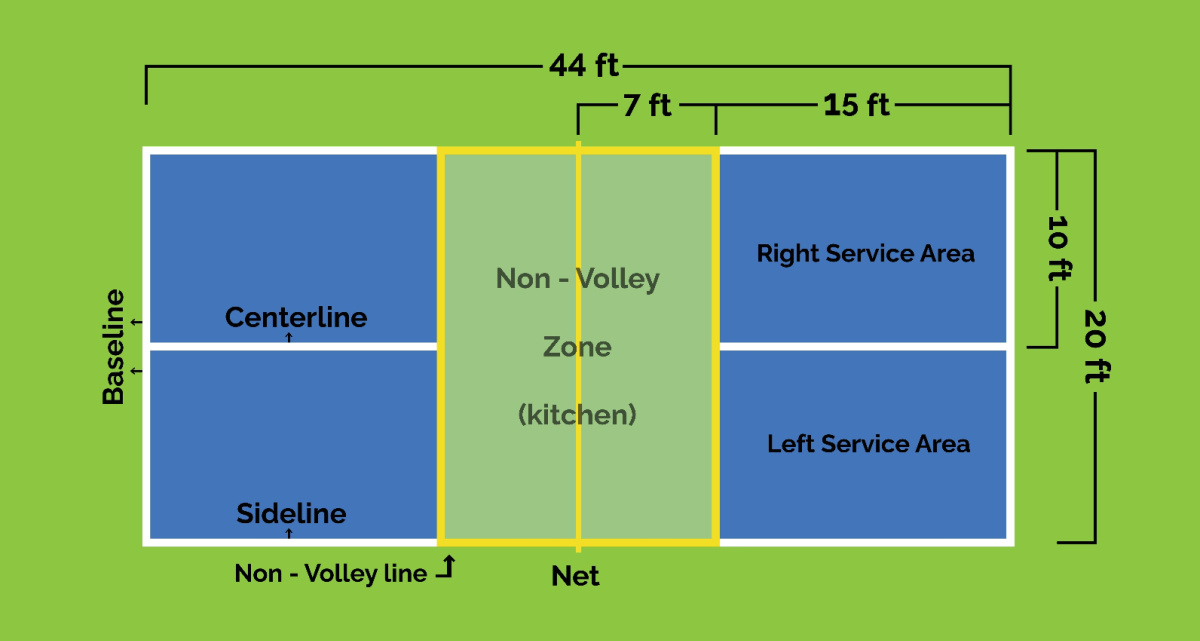 44 ft
7 ft
15 ft
Right Service Area
10 ft
Non - Volley
Zone
(kitchen)
Centerline
Baseline
20 ft
Left Service Area
Sideline
Non - Volley line
Net